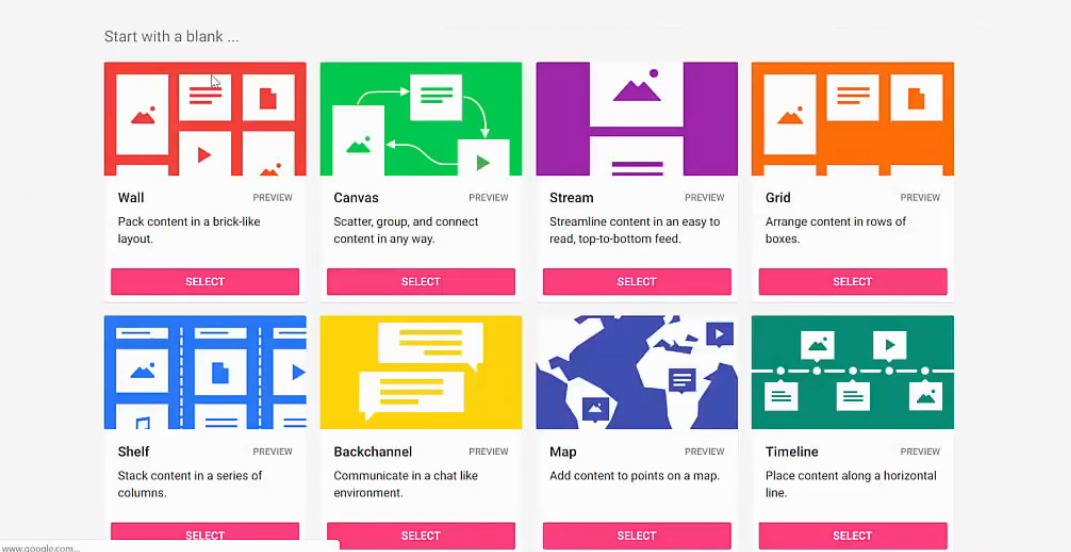 Start with a blank ...
Wall PREVIEW
Pack content in a brick-like
layout.
SELECT
Canvas PREVIEW
Scatter, group, and connect
content in any way.
SELECT
Stream PREVIEW
Streamline content in an easy to
read, top-to-bottom feed.
SELECT
Grid PREVIEW
Arrange content in rows of
boxes.
SELECT
Shelf PREVIEW
Stack content in a series of
columns.
SELECT
Backchannel PREVIEW
Communicate in a chat like
environment.
SELECT
Map PREVIEW
Add content to points on a map.
SELECT
Timeline PREVIEW
Place content along a horizontal
line.
SELECT
www.google.com...